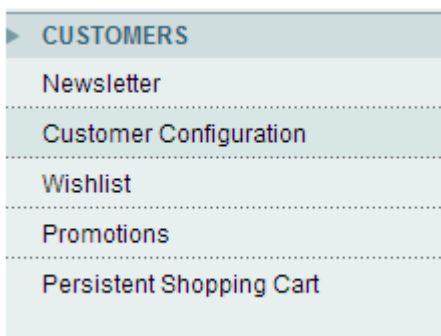 CUSTOMERS
Newsletter
Customer Configuration
Wishlist
Promotions
Persistent Shopping Cart